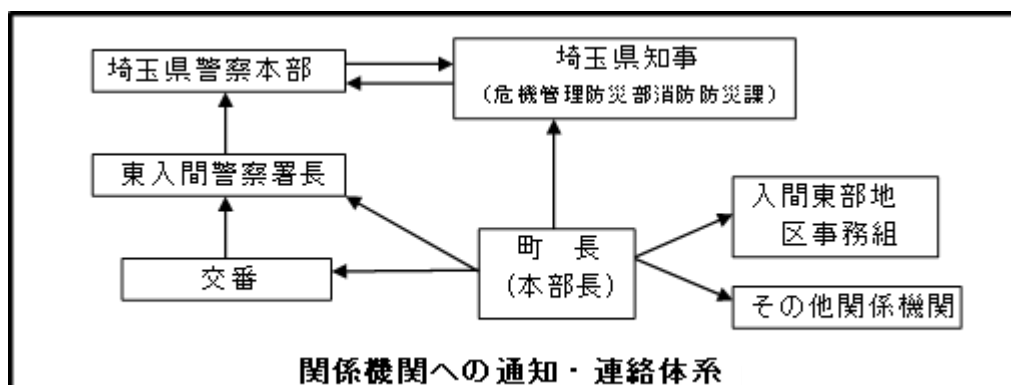 埼玉県警察本部
埼玉県知事
（危機管理防災部消防防災課）
東入間警察署長
入間東部地
区事務組
町 長
（本部長）
交番
その他関係機関
関係機関への通知・連絡体系